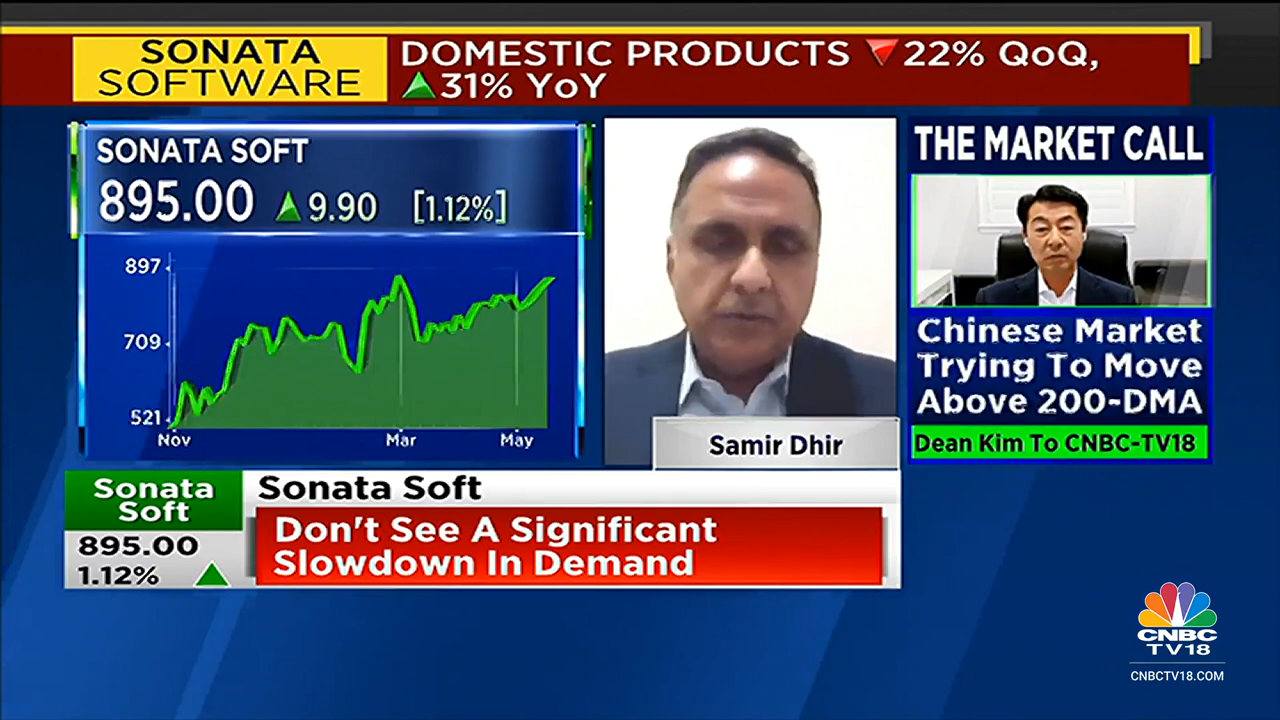 SONATA
SOFTWARE
DOMESTIC PRODUCTS ▼22% QoQ,
▲31% YoY
SONATA SOFT
895.00 ▲ 9.90 [1.12%]
897
709
521
Nov Mar May
Samir Dhir
THE MARKET CALL
Chinese Market
Trying To Move
Above 200-DMA
Dean Kim To CNBC-TV18
Sonata
Soft
895.00
1.12% ▲
Sonata Soft
Don't See A Significant
Slowdown In Demand
CNBC
TV18
CNBCTV18.COM